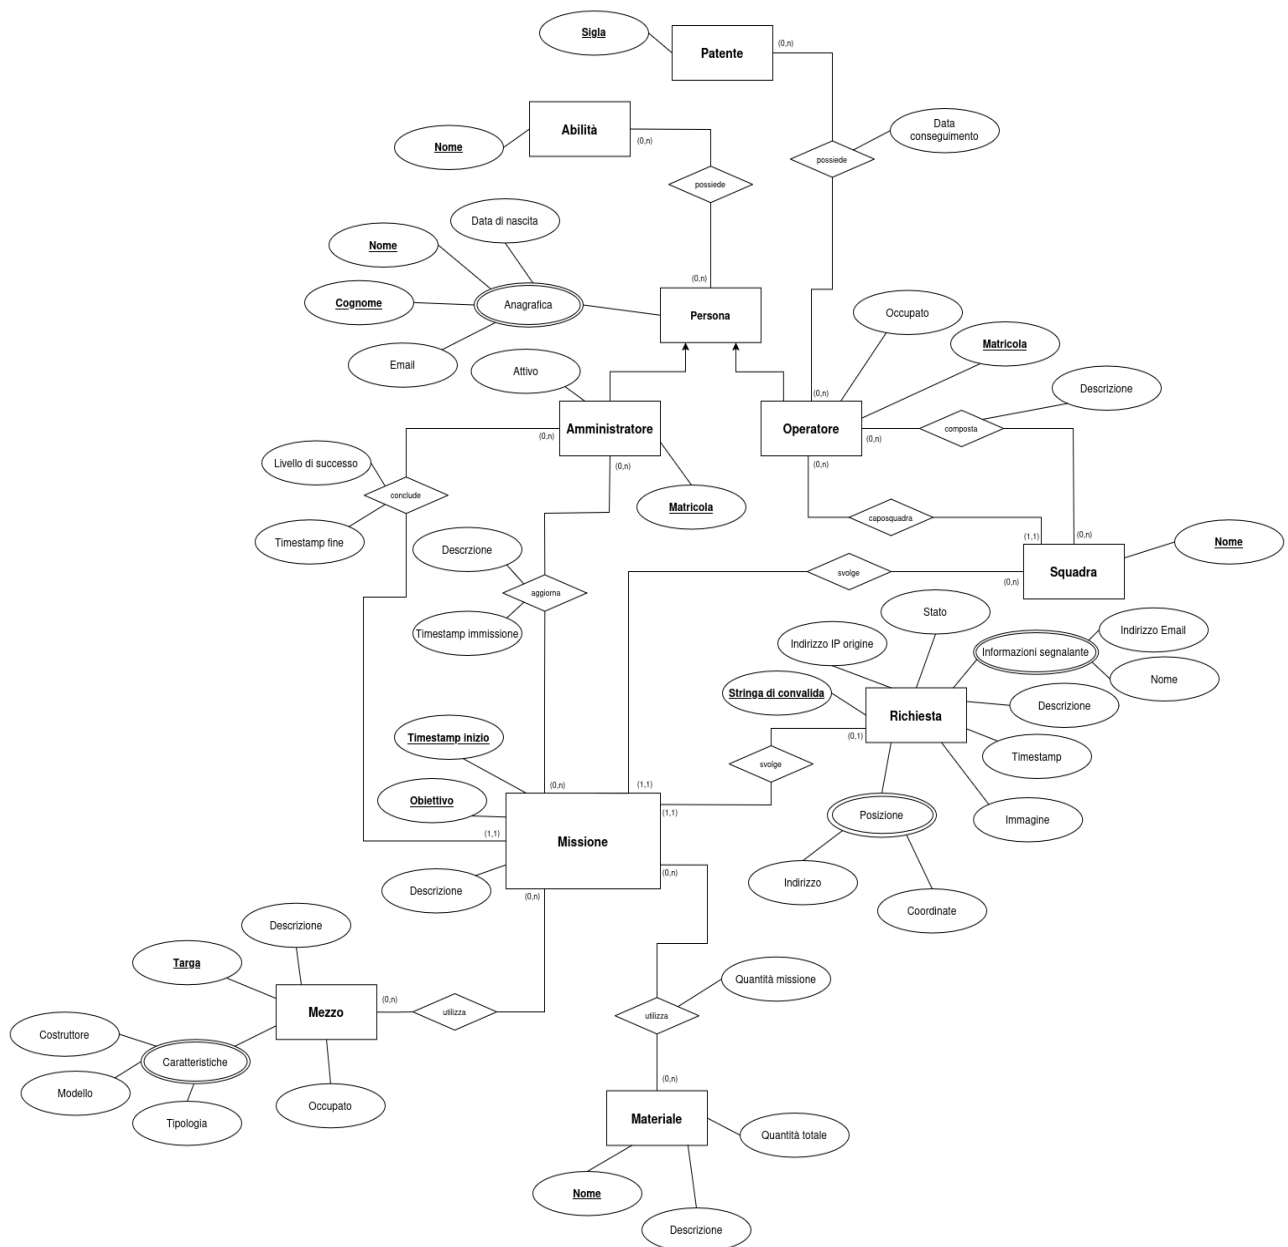 Sigla
Patente
(0,n)
Data
conseguimento
possiede
Abilità
(0,n)
Nome
possiede
Data di nascita
Nome
Cognome
Anagrafica
Email
(0,n)
Persona
Occupato
Matricola
Attivo
Descrizione
(0,n)
Amministratore
(0,n)
(0,n)
Operatore
(0,n)
(0,n)
composta
Livello di successo
conclude
Timestamp fine
Matricola
caposquadra
(1,1)
(0,n)
Nome
Descrzione
aggiorna
Timestamp immissione
svolge
(0,n)
Squadra
Stato
Indirizzo IP origine
Informazioni segnalante
Indirizzo Email
Nome
Stringa di convalida
Richiesta
(0,1)
Descrizione
Timestamp
Immagine
Timestamp inizio
svolge
Obiettivo
(0,n)
(1,1)
(1,1)
(1,1)
Missione
Descrizione
(0,n)
(0,n)
Posizione
Indirizzo
Coordinate
Descrizione
Targa
Mezzo
(0,n)
utilizza
Costruttore
Caratteristiche
Modello
Tipologia
Occupato
Quantità missione
utilizza
(0,n)
Materiale
Quantità totale
Nome
Descrizione